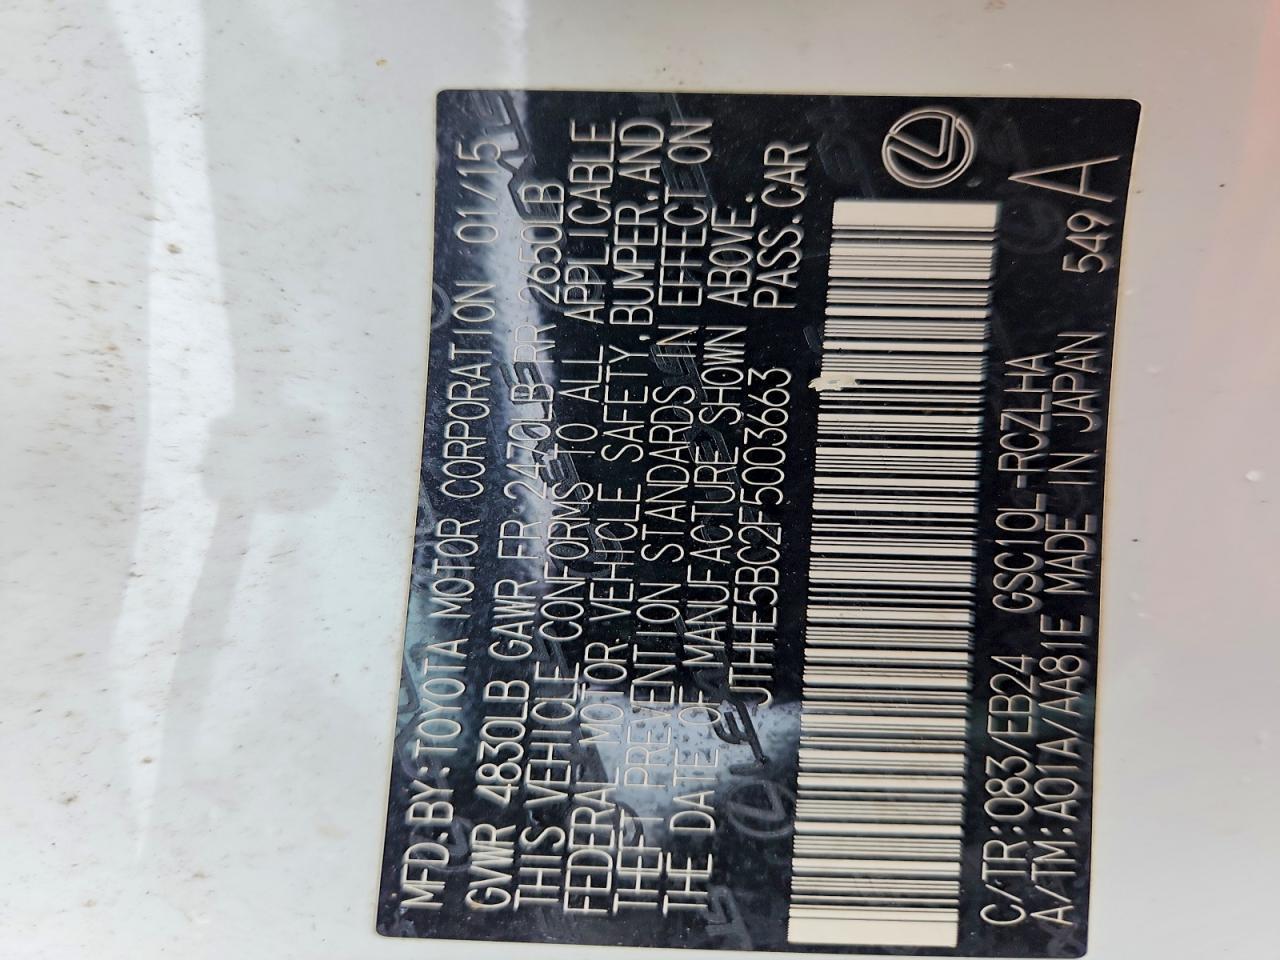 MFD.BY:TOYOTA MOTOR CORPORATION 01/15
GVWR 4830LB GAWR FR 2470LB RR 2650LB
THIS VEHICLE CONFORMS TO ALL APPLICABLE
FEDERAL MOTOR VEHICLE SAFETY, BUMPER, AND
THEFT PREVENTION STANDARDS IN EFFECT ON
THE DATE OF MANUFACTURE SHOWN ABOVE.
JTHHE5BC2F5003663 PASS.CAR
C/TR:083/EB24 GSC10L-RCZLHA
A/TM:A01A/AA81E MADE IN JAPAN 549 A